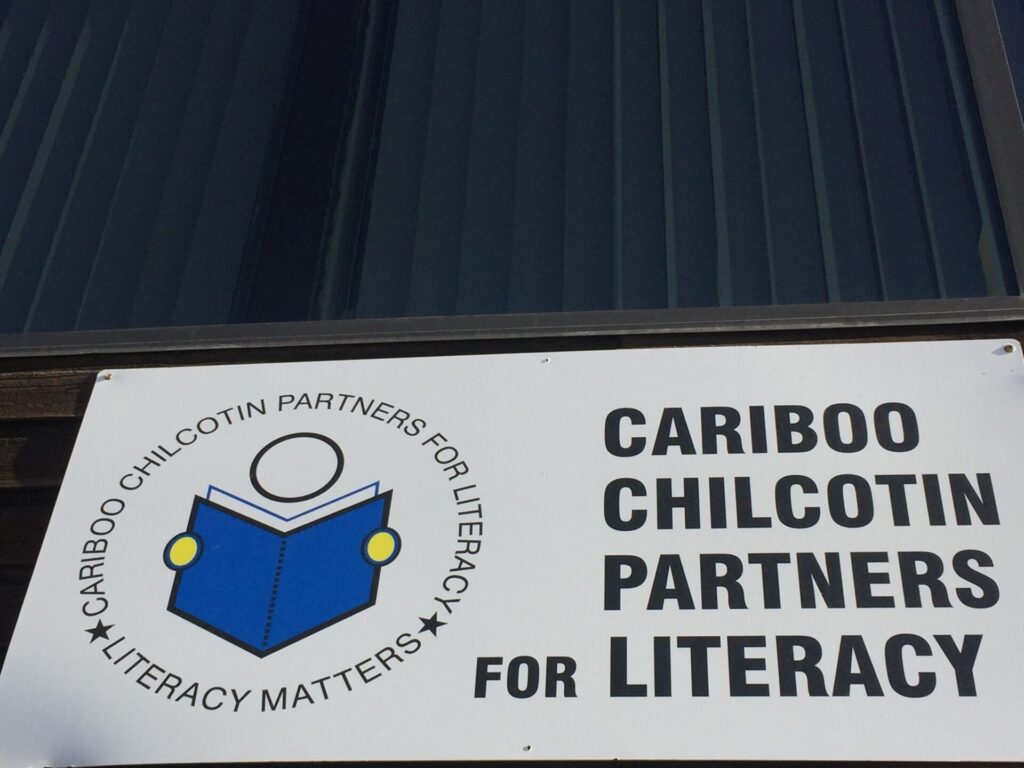 CARIBOO CHILCOTIN PARTNERS FOR LITERACY
★ LITERACY MATTERS ★
CARIBOO
CHILCOTIN
PARTNERS
FOR LITERACY